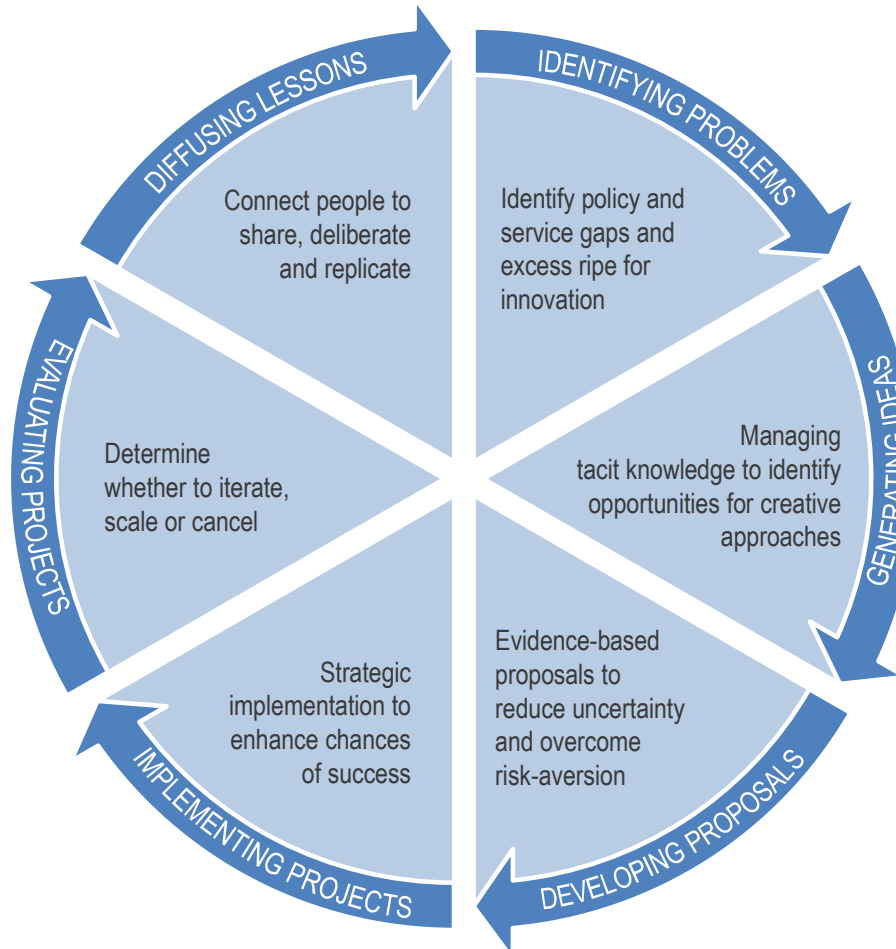 IDENTIFYING PROBLEMS
Identify policy and
service gaps and
excess ripe for
innovation
GENERATING IDEAS
Managing
tacit knowledge to identify
opportunities for creative
approaches
DEVELOPING PROPOSALS
Evidence-based
proposals to
reduce uncertainty
and overcome
risk-aversion
IMPLEMENTING PROJECTS
Strategic
implementation to
enhance chances
of success
EVALUATING PROJECTS
Determine
whether to iterate,
scale or cancel
DIFFUSING LESSONS
Connect people to
share, deliberate
and replicate